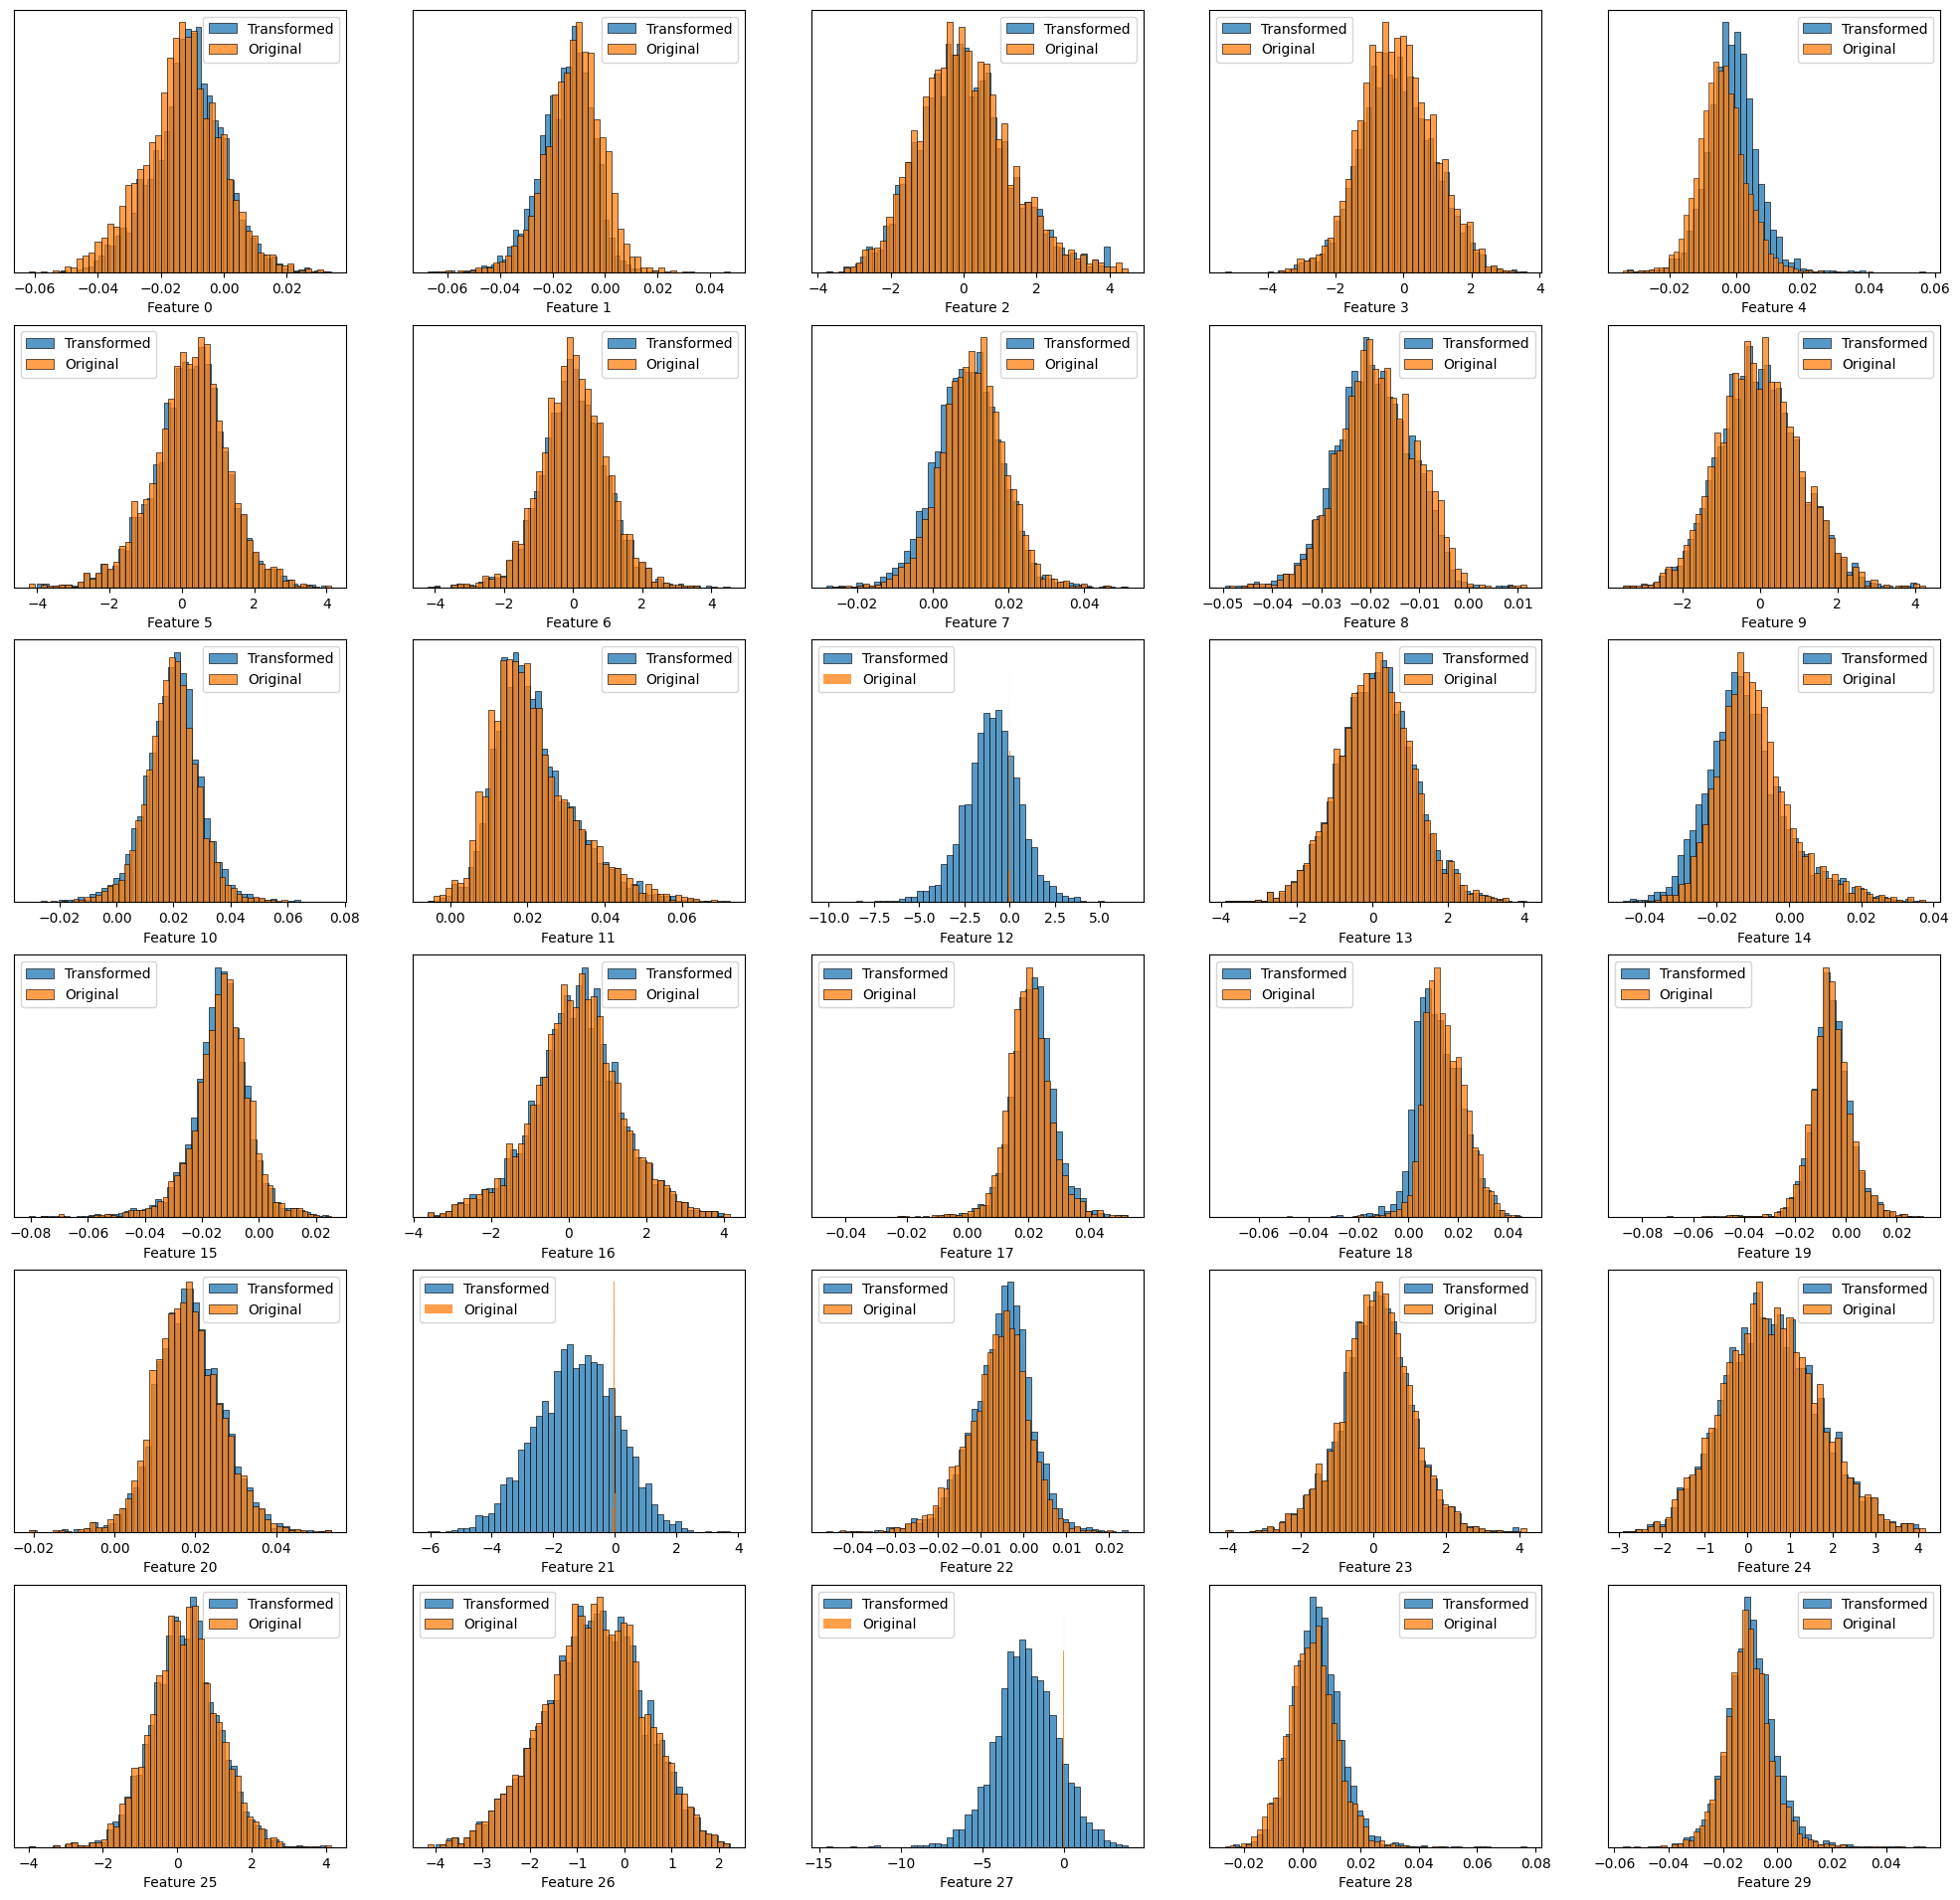 Transformed
Original
−0.06 −0.04 −0.02 0.00 0.02
Feature 0
Transformed
Original
−0.06 −0.04 −0.02 0.00 0.02 0.04
Feature 1
Transformed
Original
−4 −2 0 2 4
Feature 2
Transformed
Original
−4 −2 0 2 4
Feature 3
Transformed
Original
−0.02 0.00 0.02 0.04 0.06
Feature 4
Transformed
Original
−4 −2 0 2 4
Feature 5
Transformed
Original
−4 −2 0 2 4
Feature 6
Transformed
Original
−0.02 0.00 0.02 0.04
Feature 7
Transformed
Original
−0.05 −0.04 −0.03 −0.02 −0.01 0.00 0.01
Feature 8
Transformed
Original
−2 0 2 4
Feature 9
Transformed
Original
−0.02 0.00 0.02 0.04 0.06 0.08
Feature 10
Transformed
Original
0.00 0.02 0.04 0.06
Feature 11
Transformed
Original
−10.0 −7.5 −5.0 −2.5 0.0 2.5 5.0
Feature 12
Transformed
Original
−4 −2 0 2 4
Feature 13
Transformed
Original
−0.04 −0.02 0.00 0.02 0.04
Feature 14
Transformed
Original
−0.08 −0.06 −0.04 −0.02 0.00 0.02
Feature 15
Transformed
Original
−4 −2 0 2 4
Feature 16
Transformed
Original
−0.04 −0.02 0.00 0.02 0.04
Feature 17
Transformed
Original
−0.06 −0.04 −0.02 0.00 0.02 0.04
Feature 18
Transformed
Original
−0.08 −0.06 −0.04 −0.02 0.00 0.02
Feature 19
Transformed
Original
−0.02 0.00 0.02 0.04
Feature 20
Transformed
Original
−6 −4 −2 0 2 4
Feature 21
Transformed
Original
−0.04 −0.03 −0.02 −0.01 0.00 0.01 0.02
Feature 22
Transformed
Original
−4 −2 0 2 4
Feature 23
Transformed
Original
−3 −2 −1 0 1 2 3 4
Feature 24
Transformed
Original
−4 −2 0 2 4
Feature 25
Transformed
Original
−4 −3 −2 −1 0 1 2
Feature 26
Transformed
Original
−15 −10 −5 0
Feature 27
Transformed
Original
−0.02 0.00 0.02 0.04 0.06 0.08
Feature 28
Transformed
Original
−0.06 −0.04 −0.02 0.00 0.02 0.04
Feature 29